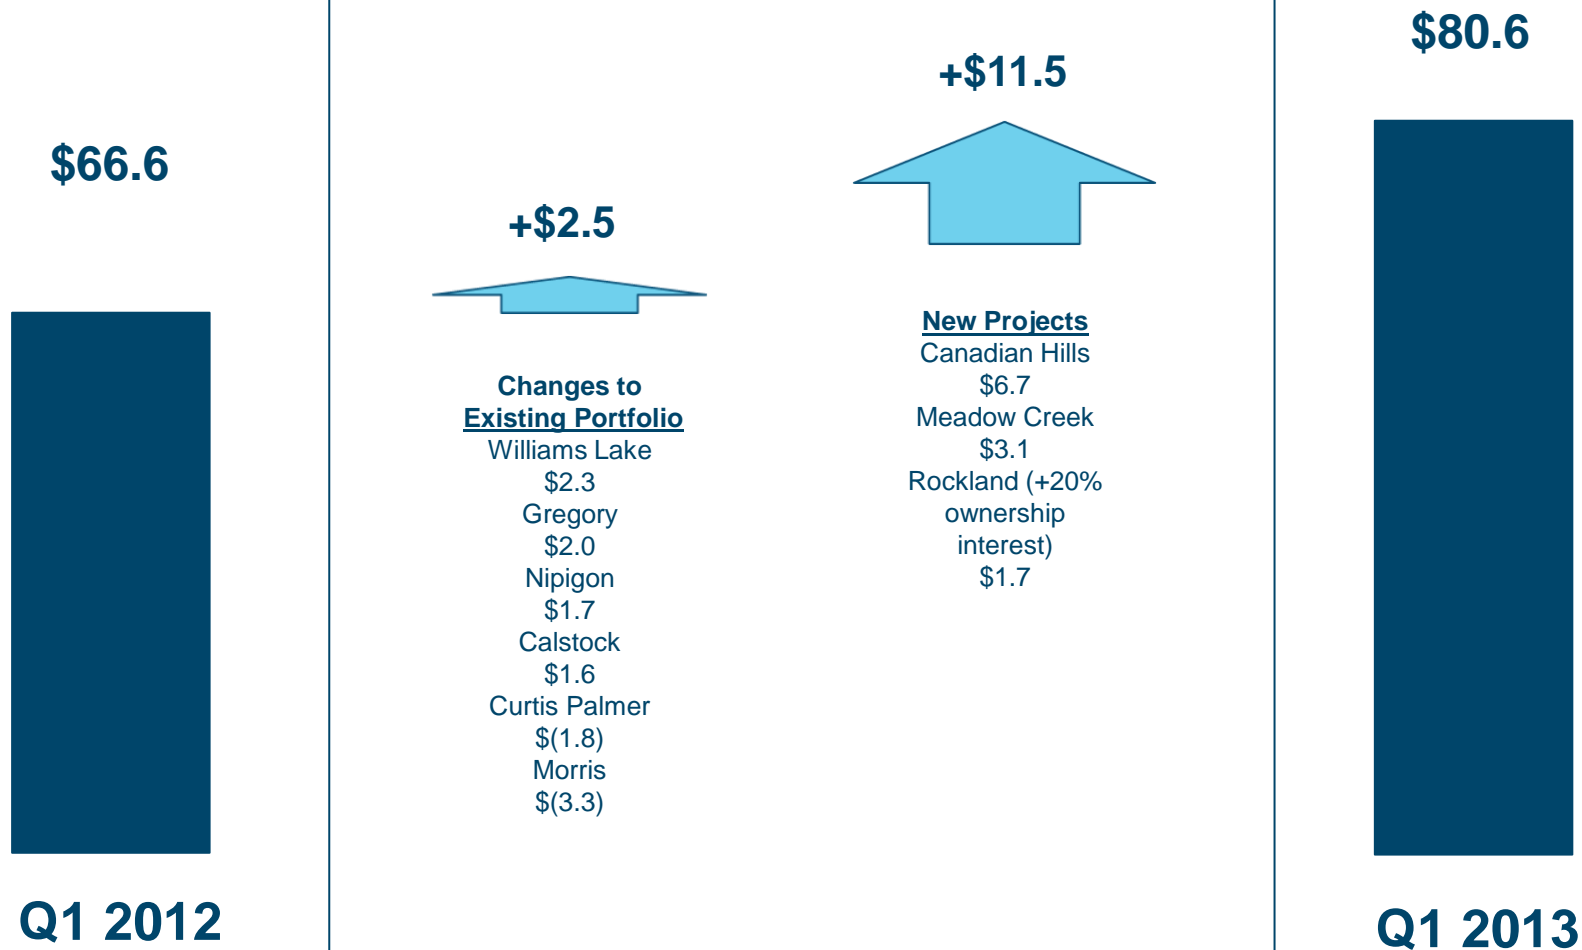 $66.6
Q1 2012
+$2.5
Changes to
Existing Portfolio
Williams Lake
$2.3
Gregory
$2.0
Nipigon
$1.7
Calstock
$1.6
Curtis Palmer
$(1.8)
Morris
$(3.3)
+$11.5
New Projects
Canadian Hills
$6.7
Meadow Creek
$3.1
Rockland (+20%
ownership
interest)
$1.7
$80.6
Q1 2013